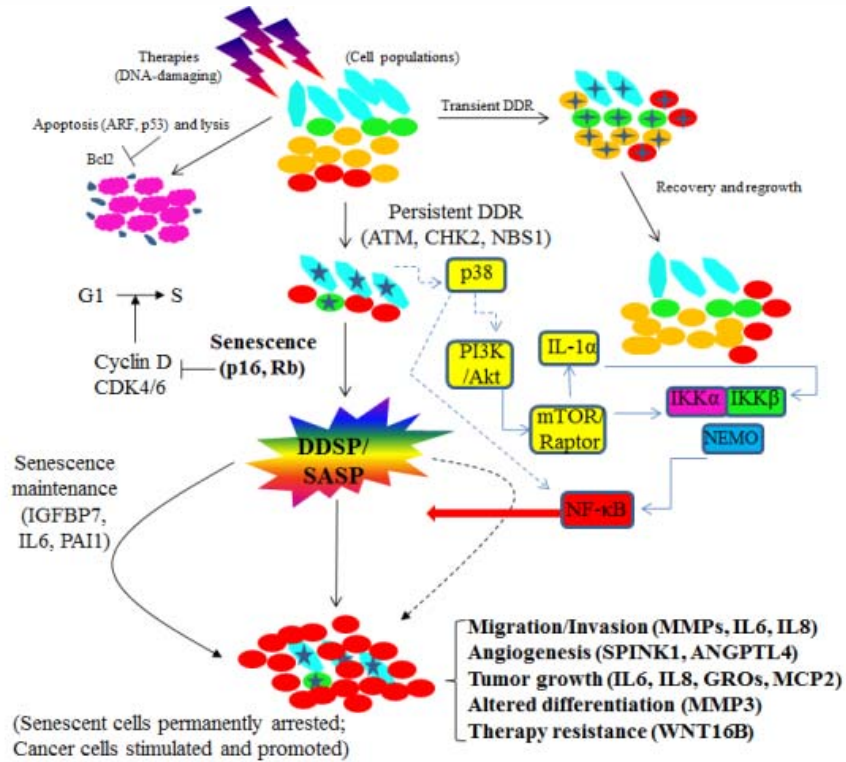 Therapies
(DNA-damaging)
(Cell populations)
Transient DDR
Apoptosis (ARF, p53) and lysis
Bcl2
Recovery and regrowth
Persistent DDR
(ATM, CHK2, NBS1)
p38
G1
S
Senescence
(p16, Rb)
Cyclin D
CDK4/6
PI3K
/Akt
IL-1α
IKKα
IKKβ
mTOR/
Raptor
NEMO
DDSP/
SASP
NF-κB
Senescence
maintenance
(IGFBP7,
IL6, PAI1)
Migration/Invasion (MMPs, IL6, IL8)
Angiogenesis (SPINK1, ANGPTL4)
Tumor growth (IL6, IL8, GROs, MCP2)
Altered differentiation (MMP3)
Therapy resistance (WNT16B)
(Senescent cells permanently arrested;
Cancer cells stimulated and promoted)